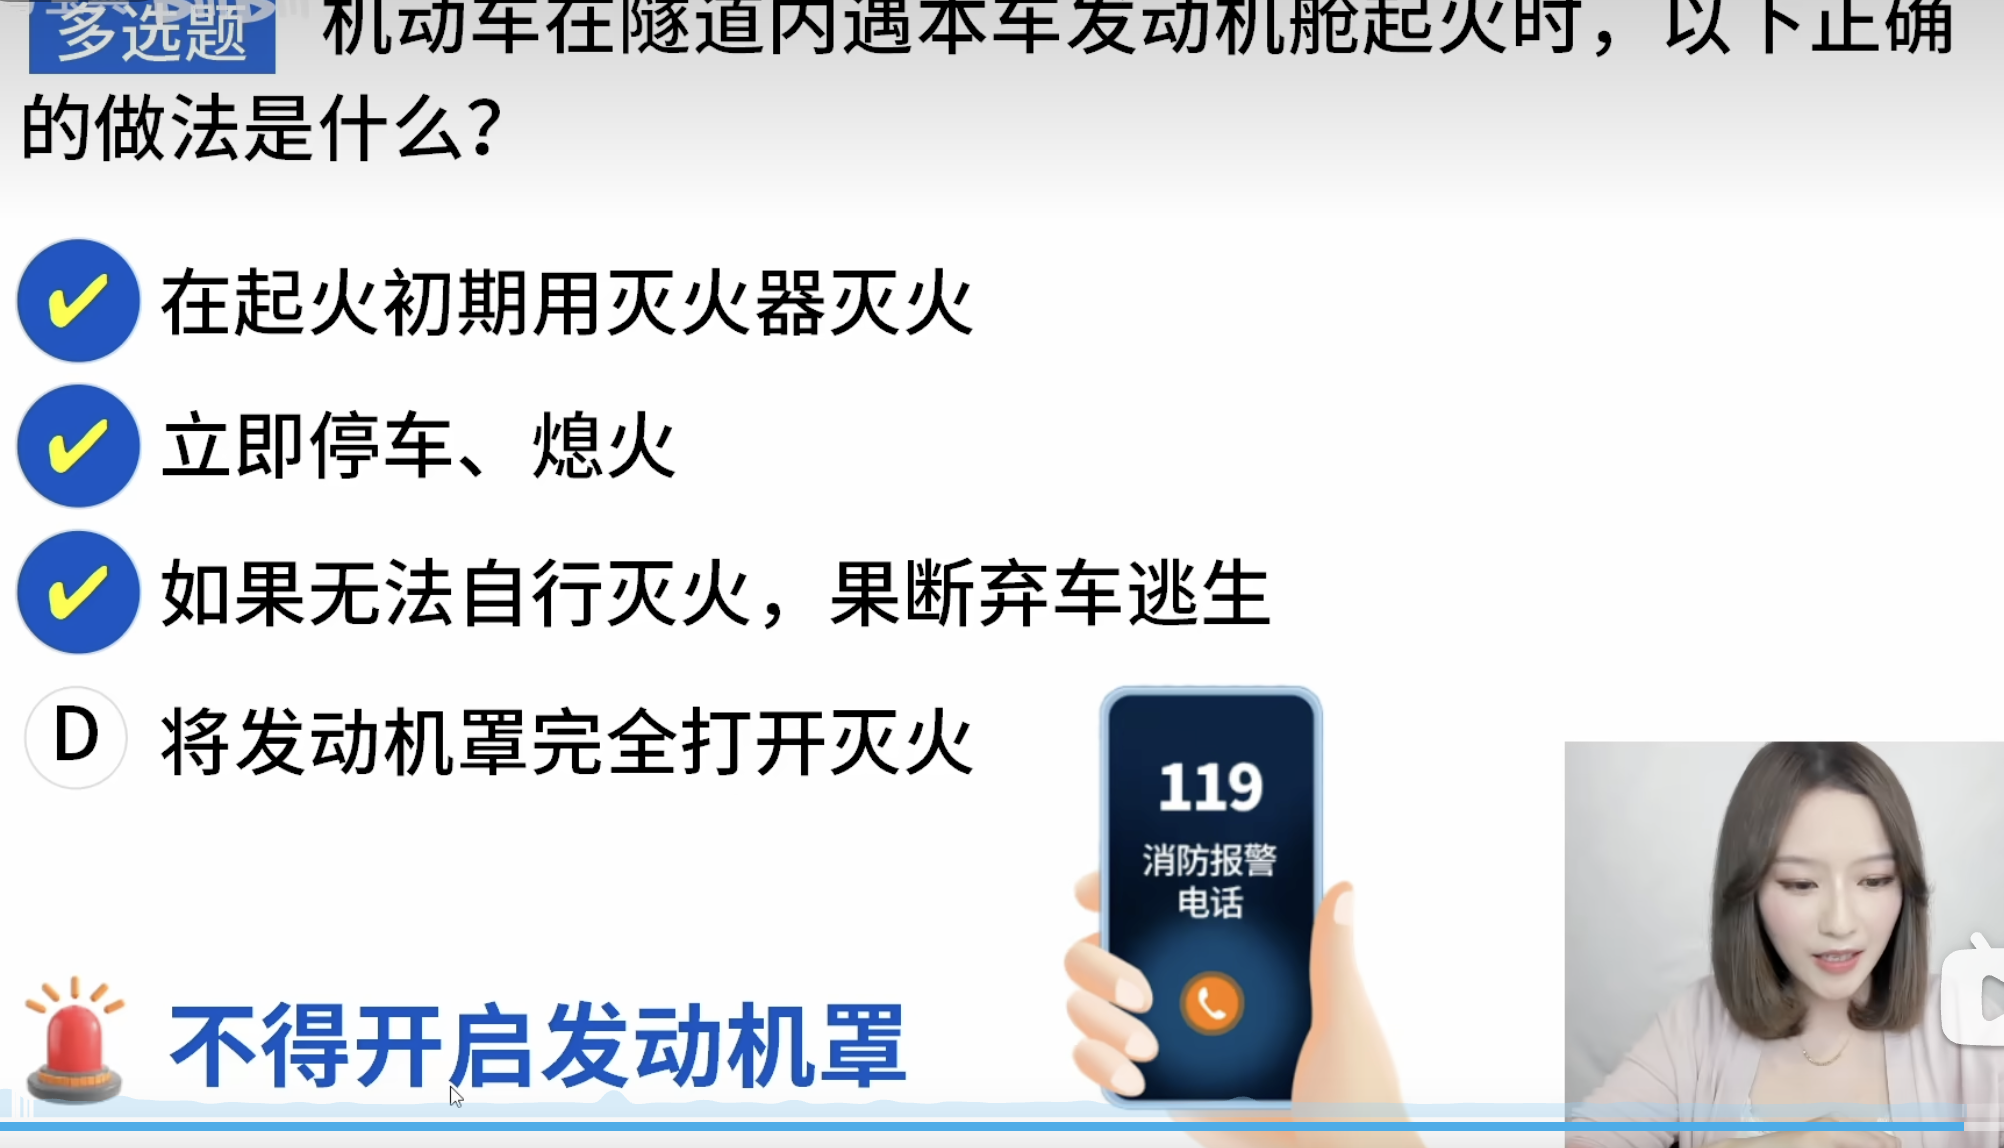 多选题 机动车在隧道内遇本车发动机舱起火时，以下正确
的做法是什么？
在起火初期用灭火器灭火
立即停车、熄火
如果无法自行灭火，果断弃车逃生
D 将发动机罩完全打开灭火
119
消防报警
电话
不得开启发动机罩